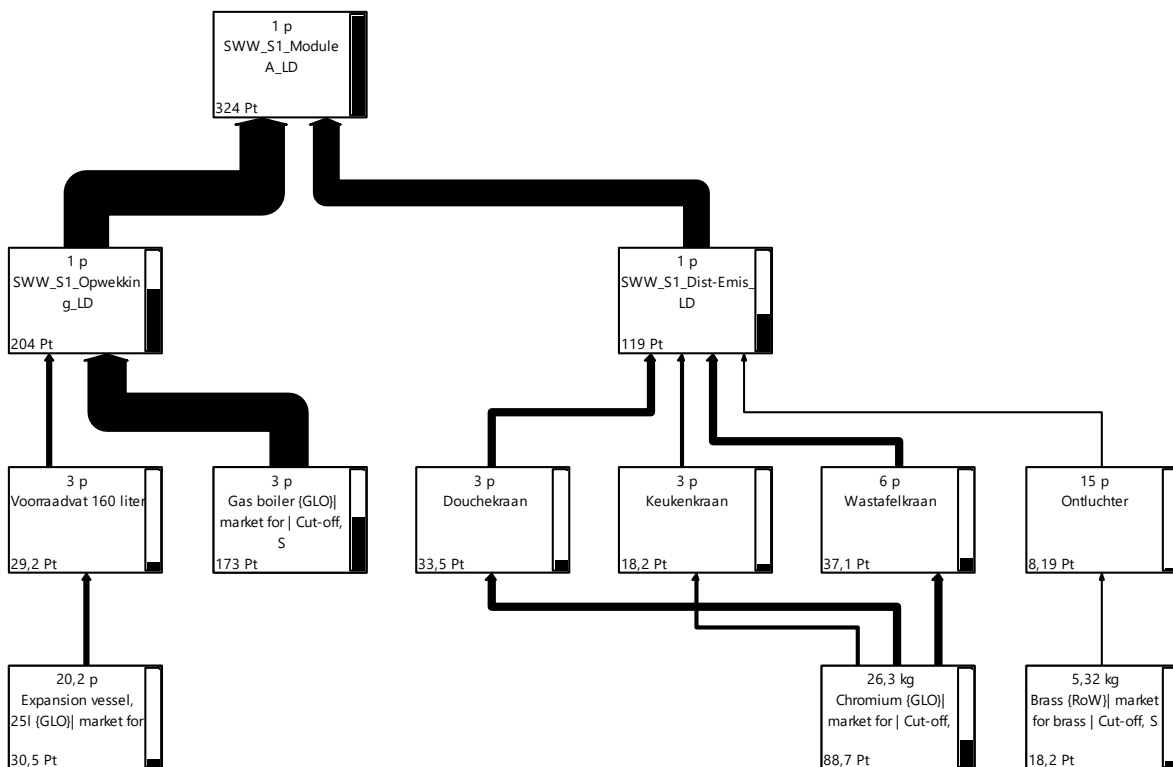 1 p
SWW_S1_Module
A_LD
324 Pt
1 p
SWW_S1_Opwekkin
g_LD
204 Pt
1 p
SWW_S1_Dist-Emis_
LD
119 Pt
3 p
Voorraadvat 160 liter
29,2 Pt
3 p
Gas boiler {GLO}|
market for | Cut-off,
S
173 Pt
3 p
Douchekraan
33,5 Pt
3 p
Keukenkraan
18,2 Pt
6 p
Wastafelkraan
37,1 Pt
15 p
Ontluchter
8,19 Pt
20,2 p
Expansion vessel,
25l {GLO}| market for
30,5 Pt
26,3 kg
Chromium {GLO}|
market for | Cut-off,
88,7 Pt
5,32 kg
Brass {RoW}| market
for brass | Cut-off, S
18,2 Pt